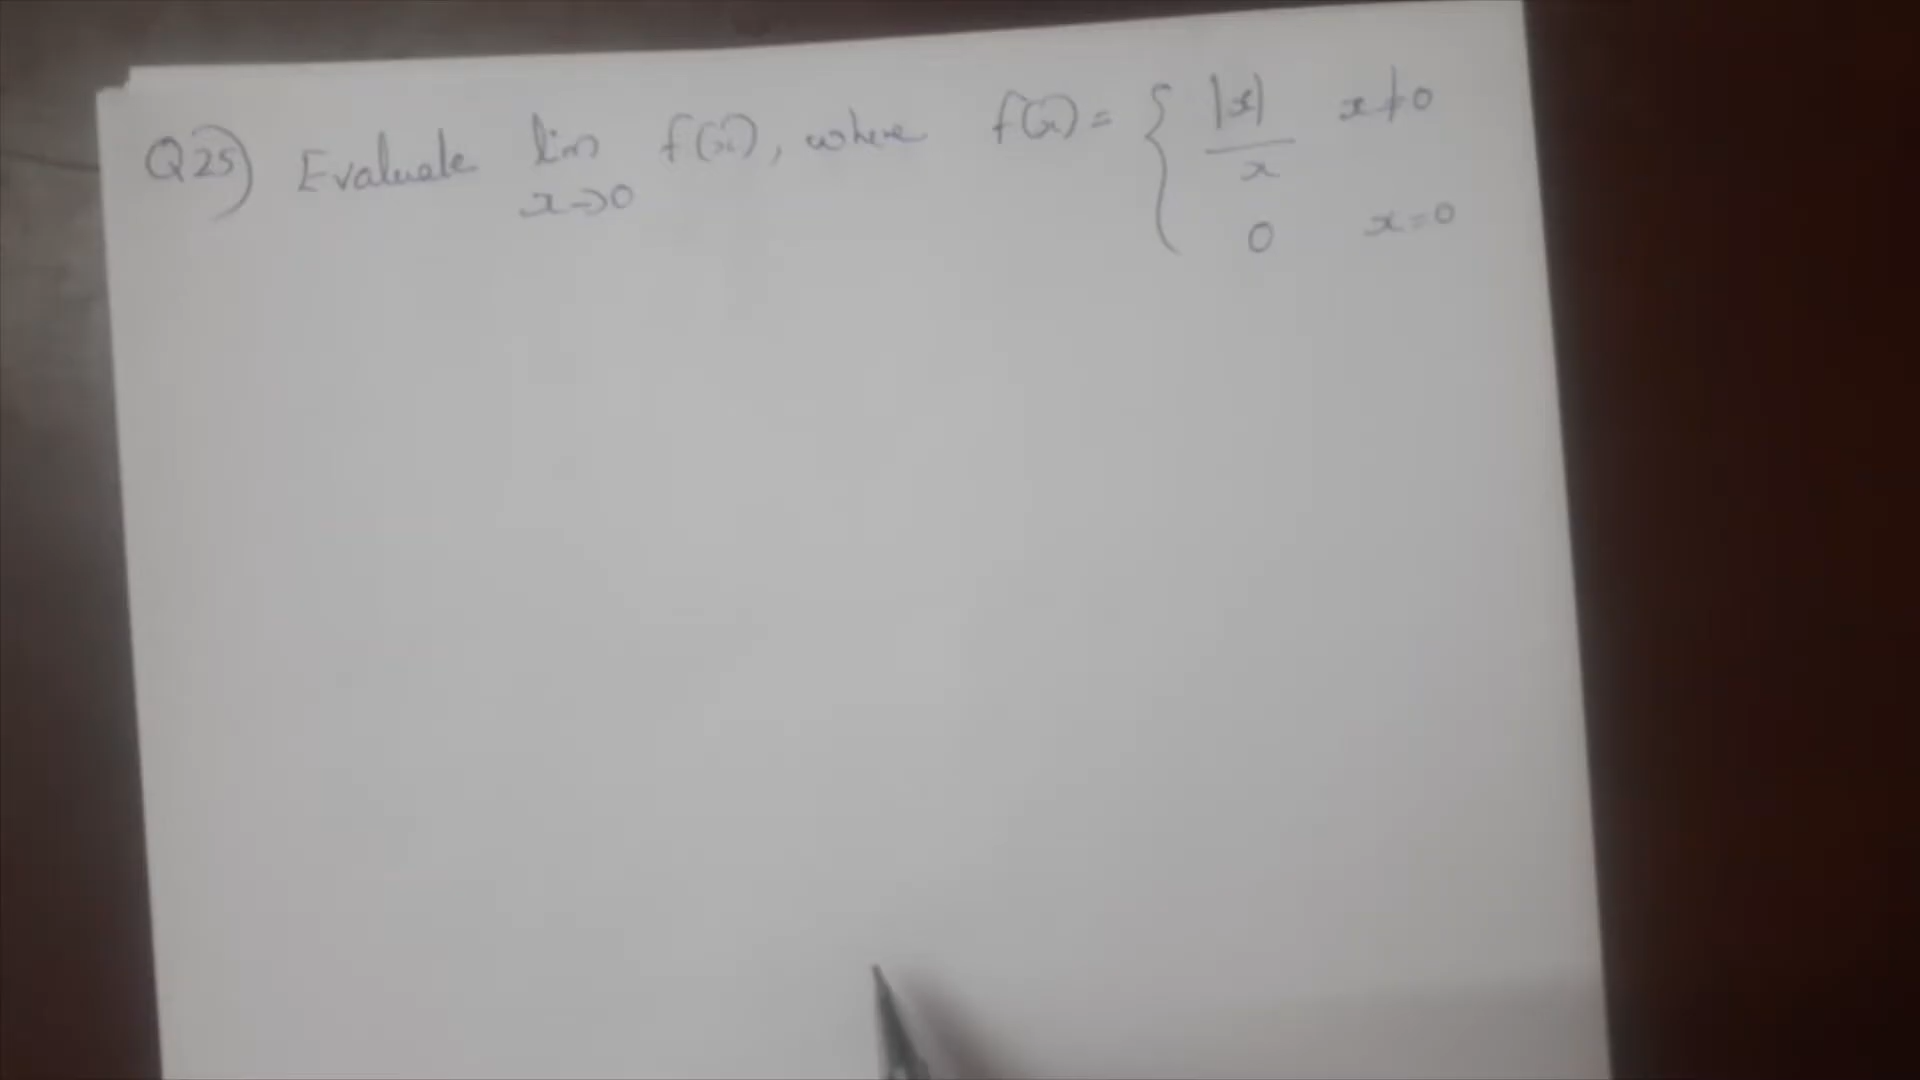 Q25) Evaluate lim x→0 f(x), where f(x) = { |x| / x x≠0
0 x=0